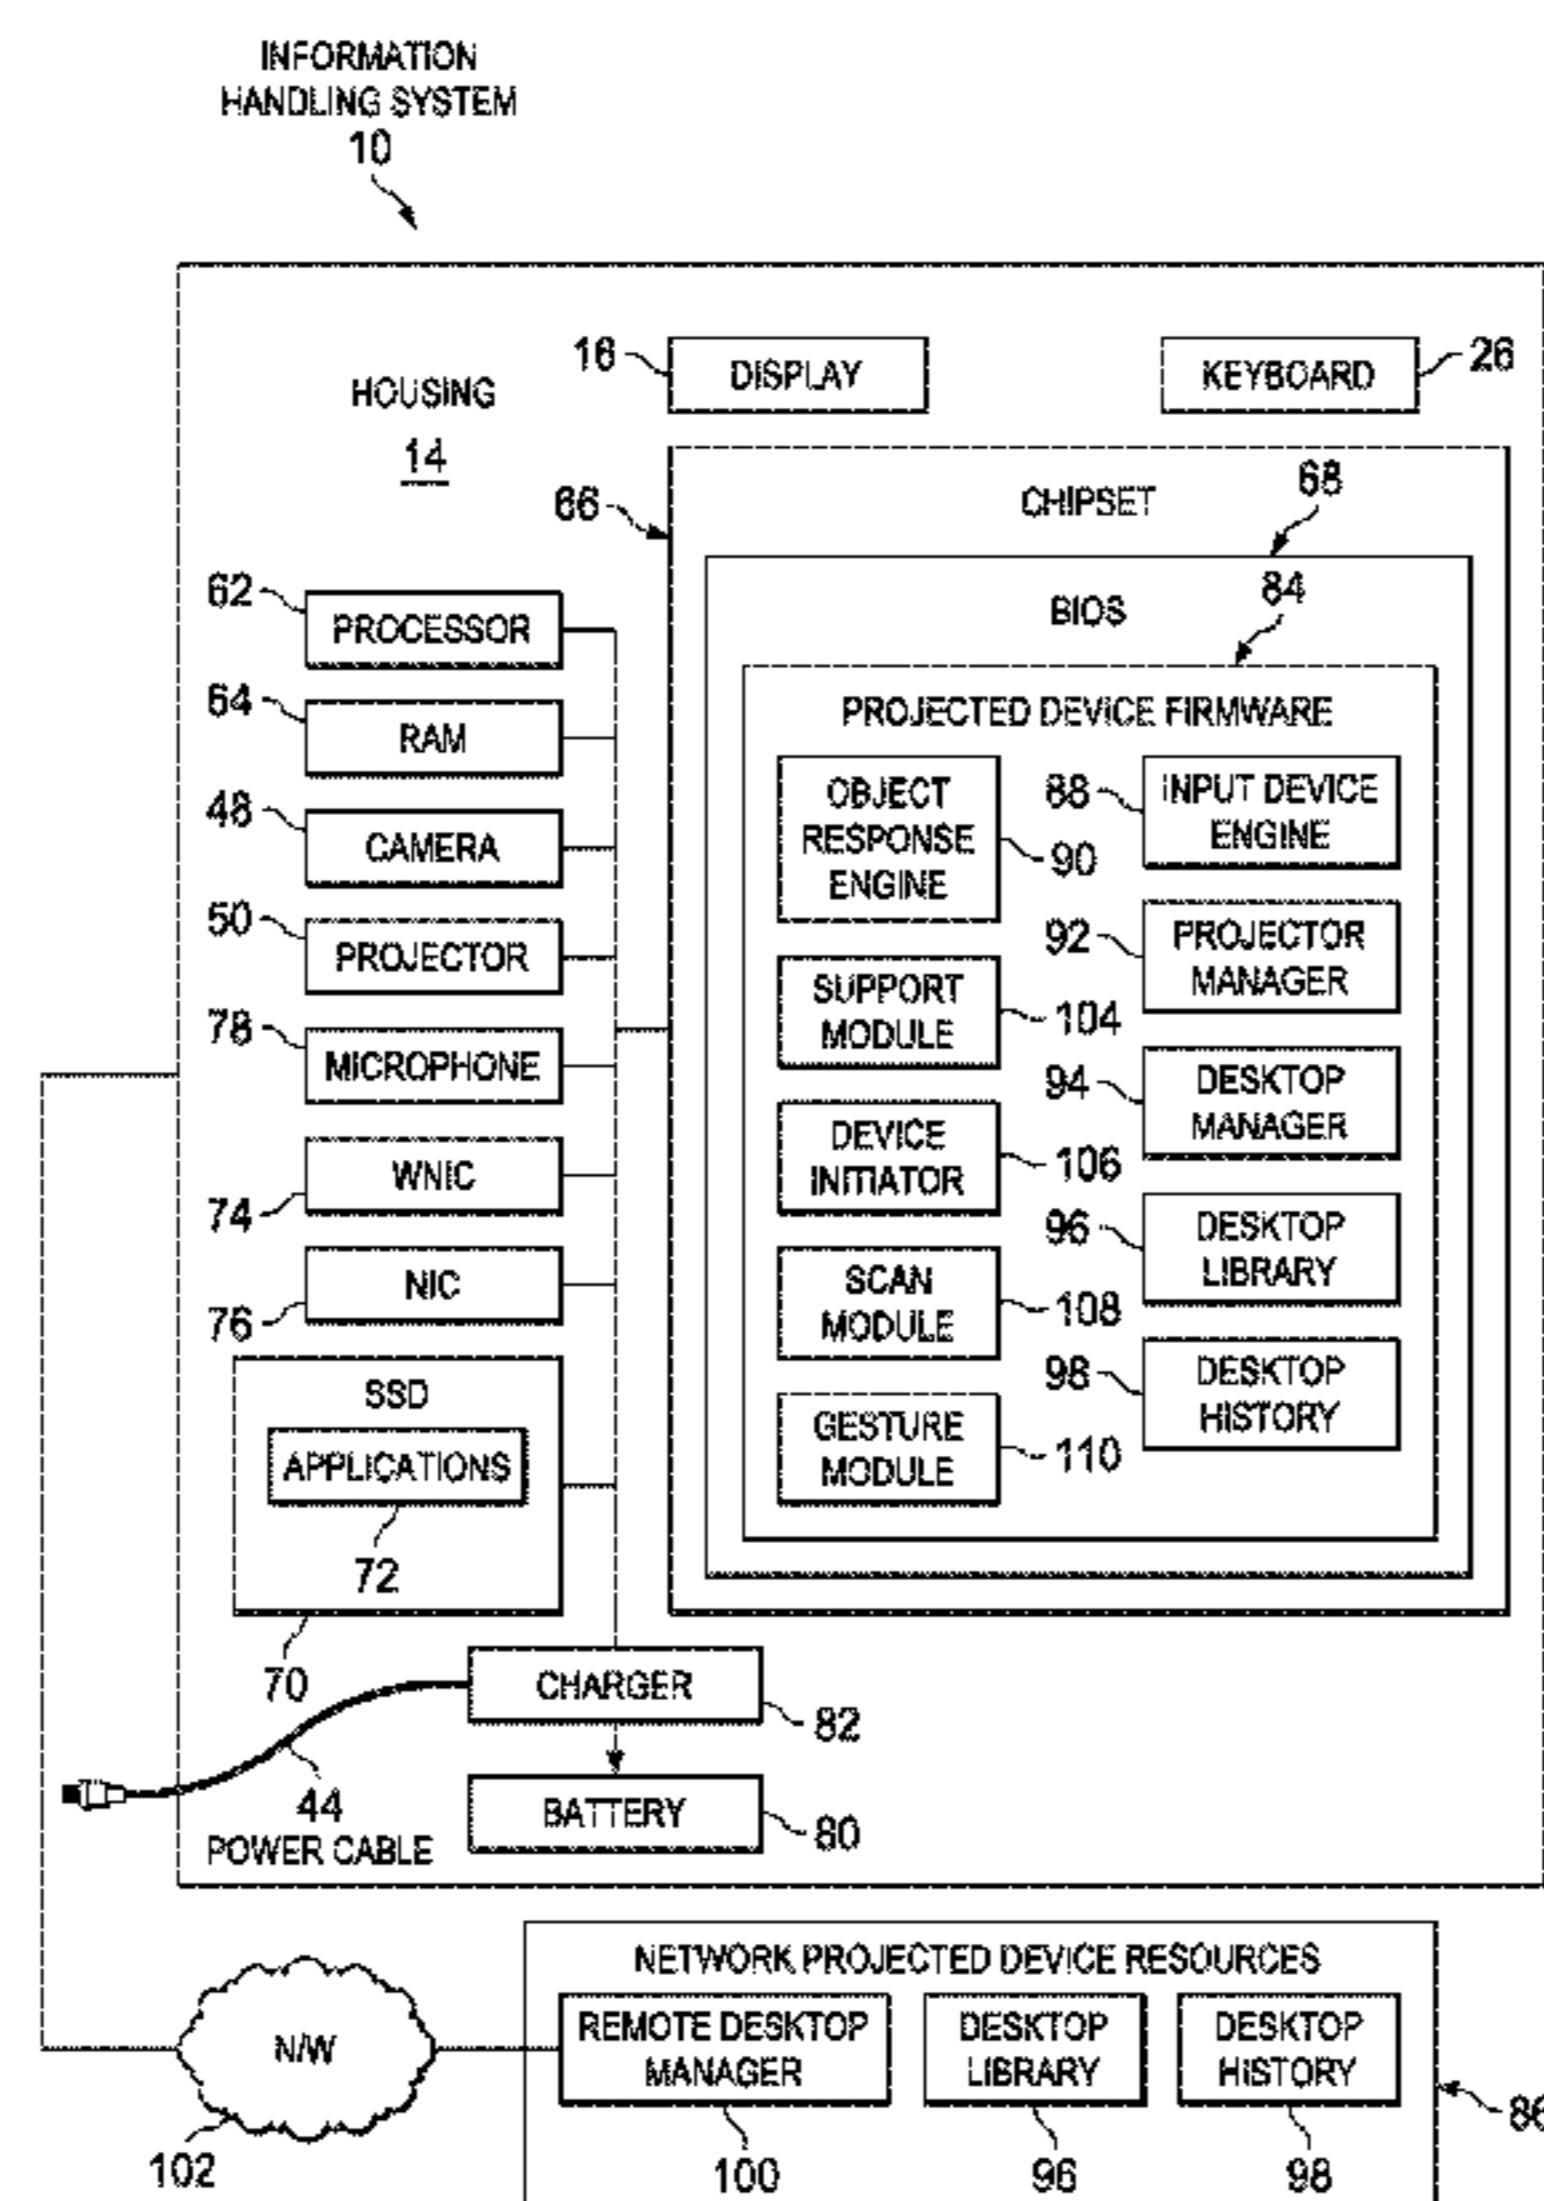 INFORMATION
HANDLING SYSTEM
10
16
DISPLAY
KEYBOARD
26
HOUSING
14
66
CHIPSET
68
BIOS
84
PROJECTED DEVICE FIRMWARE
62
PROCESSOR
64
RAM
48
CAMERA
50
PROJECTOR
78
MICROPHONE
WNIC
74
NIC
76
SSD
APPLICATIONS
72
70
OBJECT
RESPONSE
ENGINE
90
SUPPORT
MODULE
104
DEVICE
INITIATOR
106
SCAN
MODULE
108
GESTURE
MODULE
110
88
INPUT DEVICE
ENGINE
92
PROJECTOR
MANAGER
94
DESKTOP
MANAGER
96
DESKTOP
LIBRARY
98
DESKTOP
HISTORY
CHARGER
82
44
POWER CABLE
BATTERY
80
NETWORK PROJECTED DEVICE RESOURCES
N/W
102
REMOTE DESKTOP
MANAGER
100
DESKTOP
LIBRARY
96
DESKTOP
HISTORY
98
86